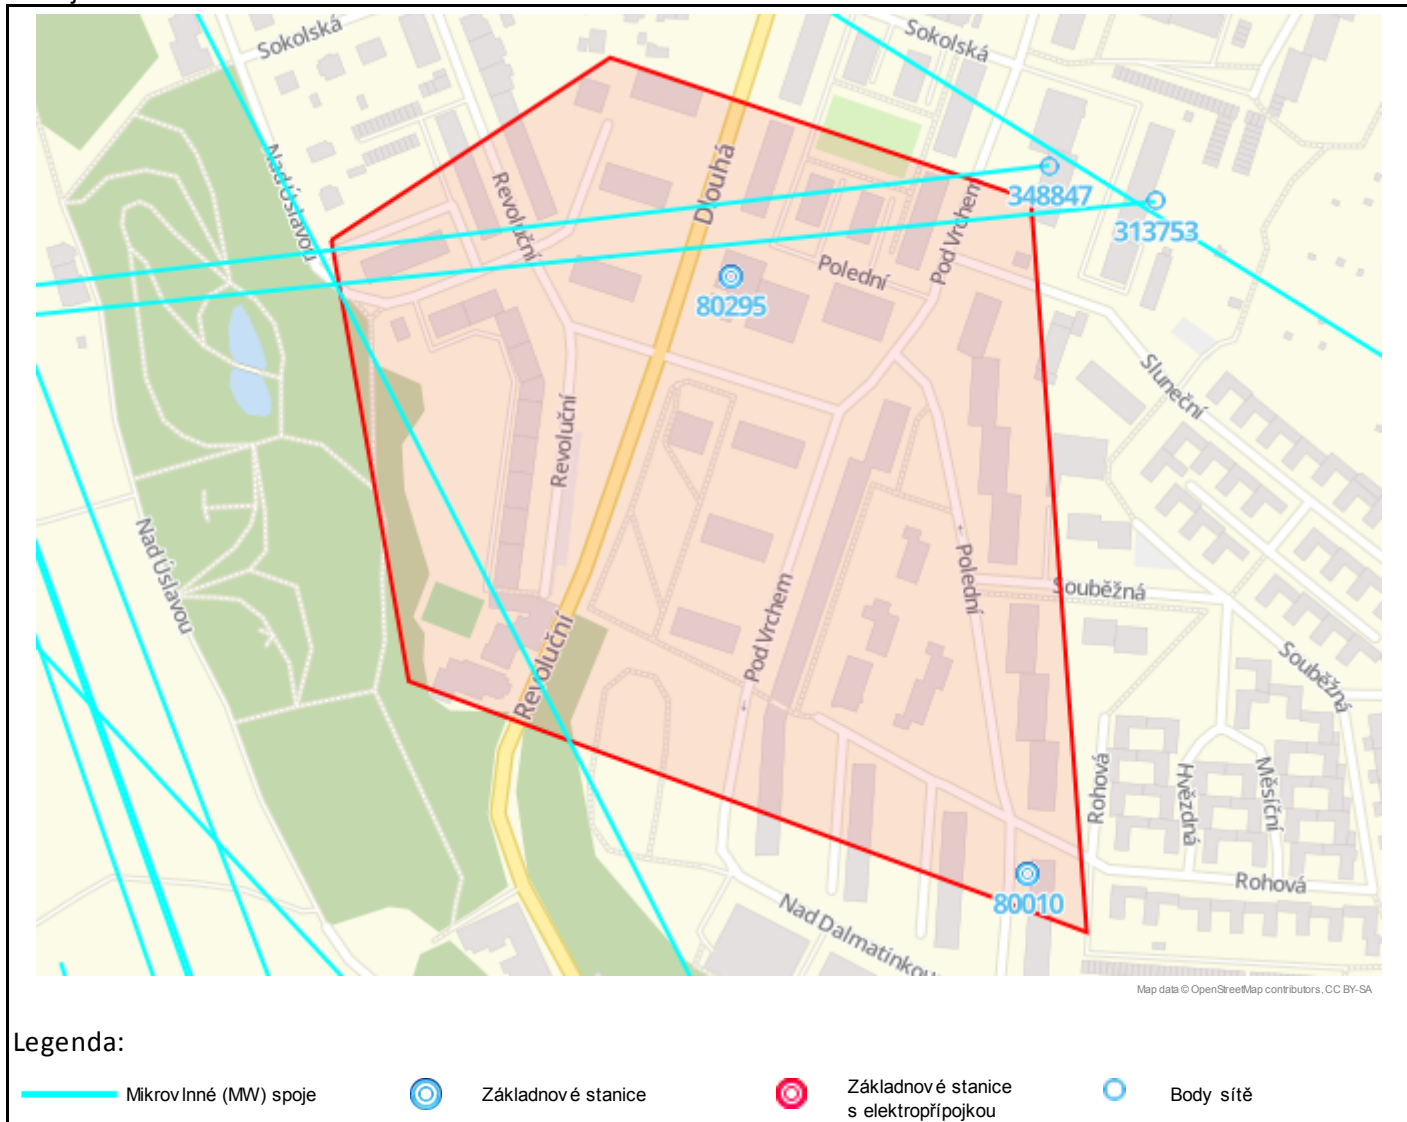 Sokolská
Sokolská
Nad Úslavou
Revoluční
Dlouhá
Pod Vrchem
348847
313753
Polední
80295
Sluneční
Revoluční
Nad Úslavou
← Polední
Souběžná
← Pod Vrchem
Revoluční
Souběžná
Rohová
Hvězdná
Měsíční
Rohová
80010
Nad Dalmatinkou
Map data © OpenStreetMap contributors, CC BY-SA
Legenda:
Mikrovlnné (MW) spoje
Základnové stanice
Základnové stanice
s elektropřípojkou
Body sítě